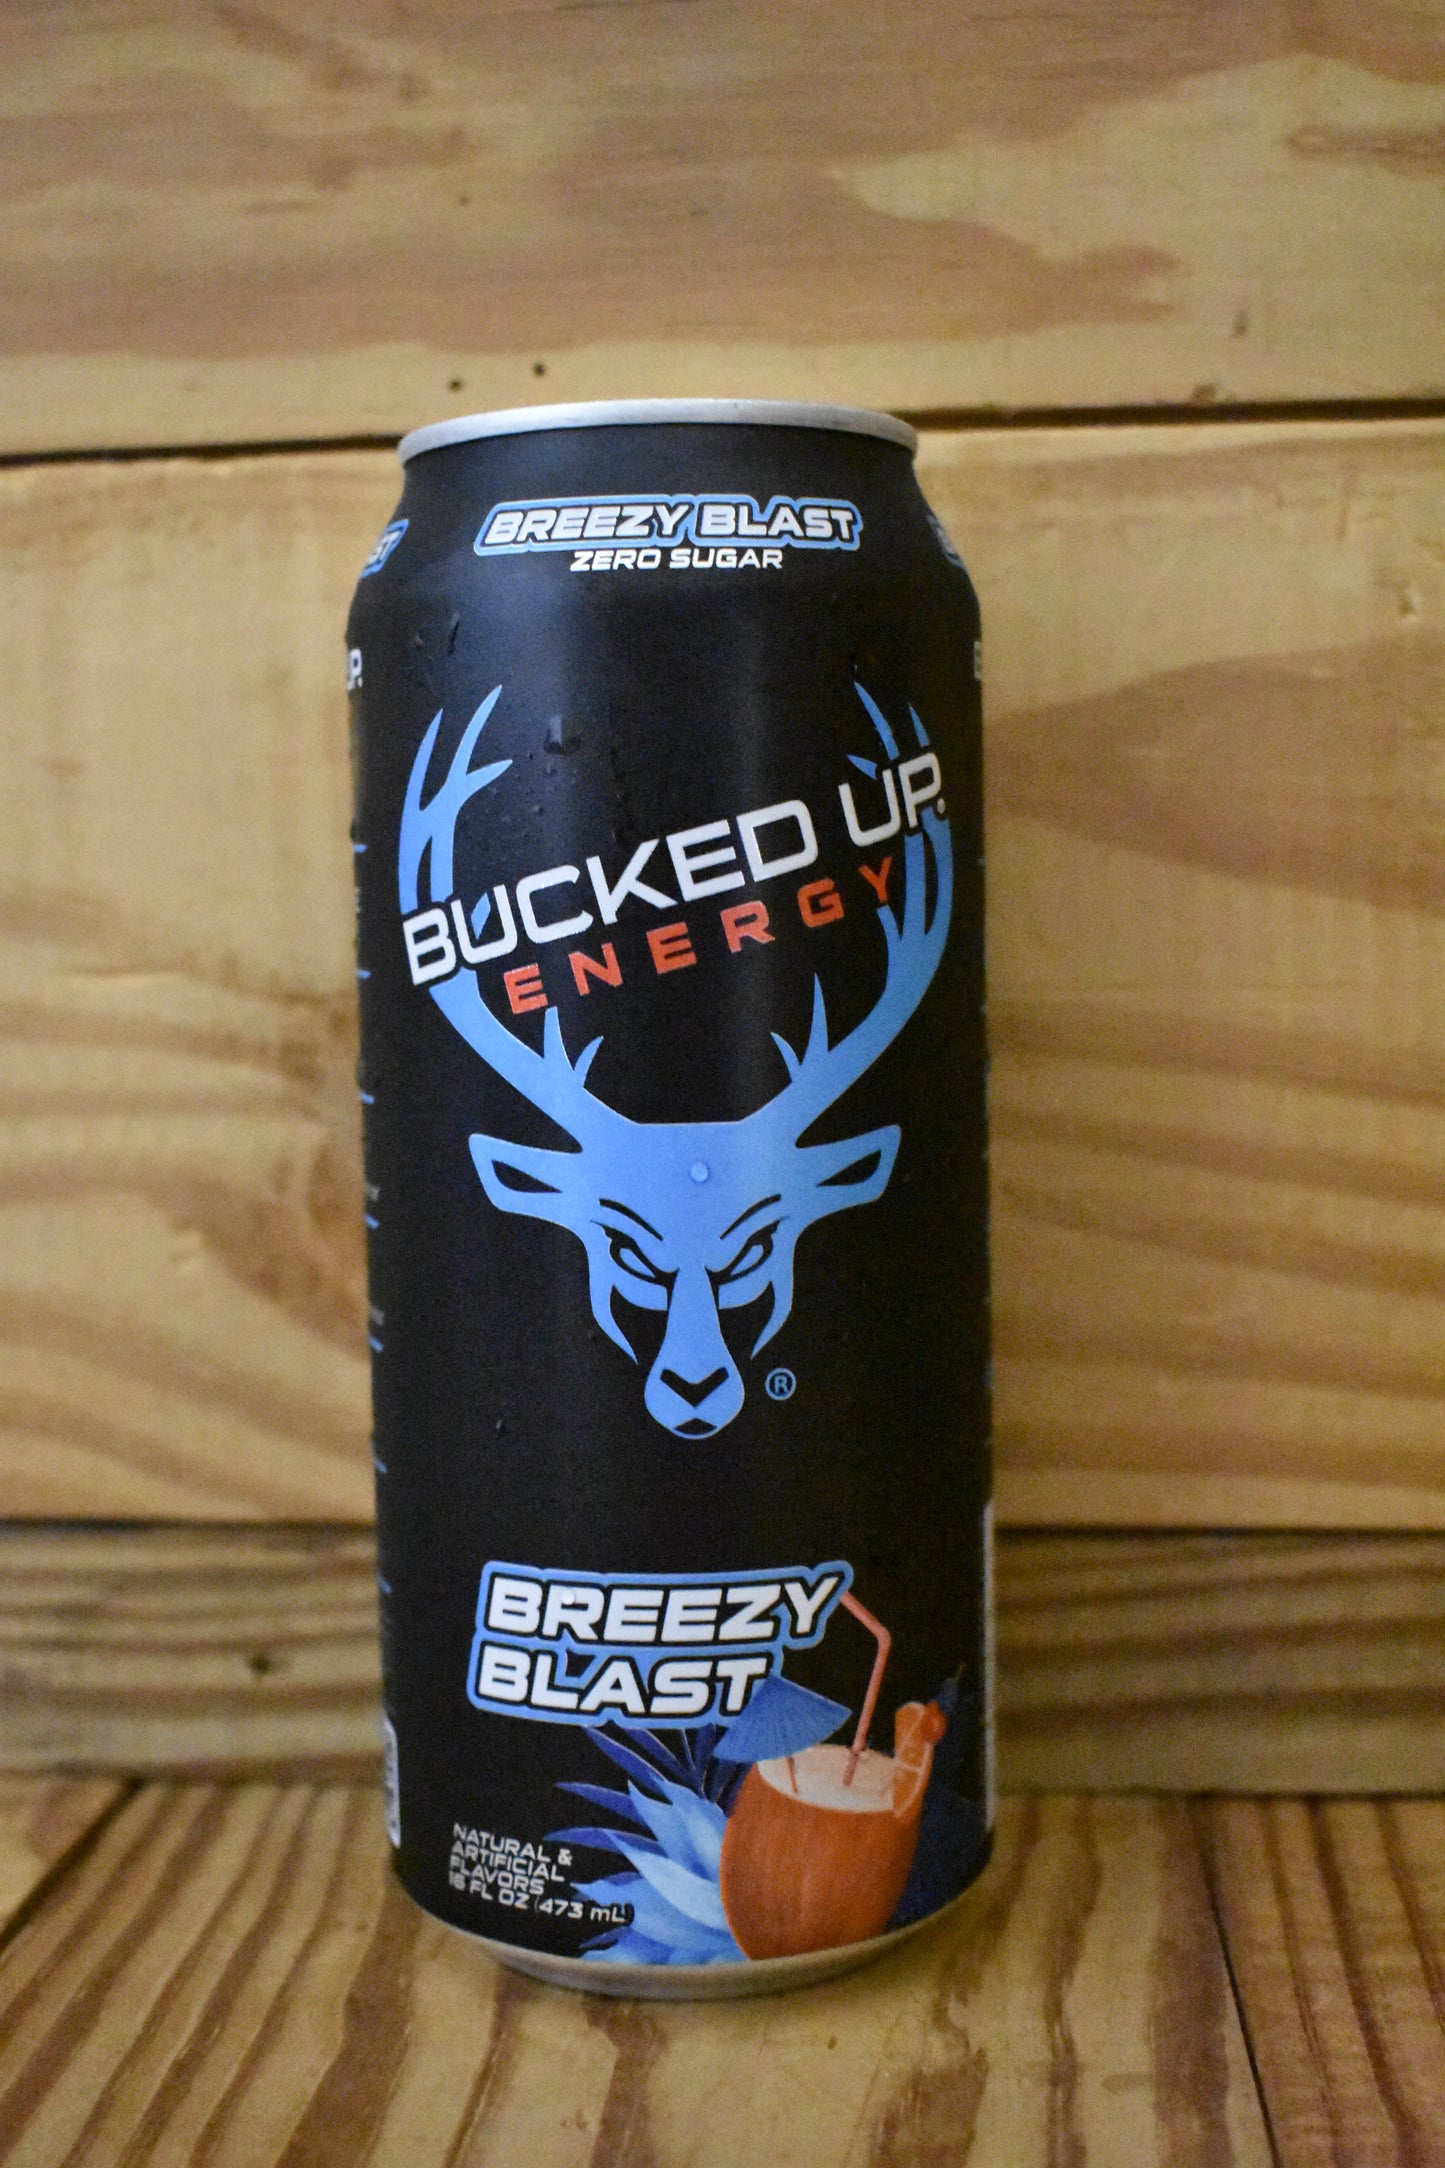 BREEZY BLAST
ZERO SUGAR
BUCKED UP.
ENERGY
®
BREEZY
BLAST
NATURAL &
ARTIFICIAL
FLAVORS
16 FL OZ (473 mL)